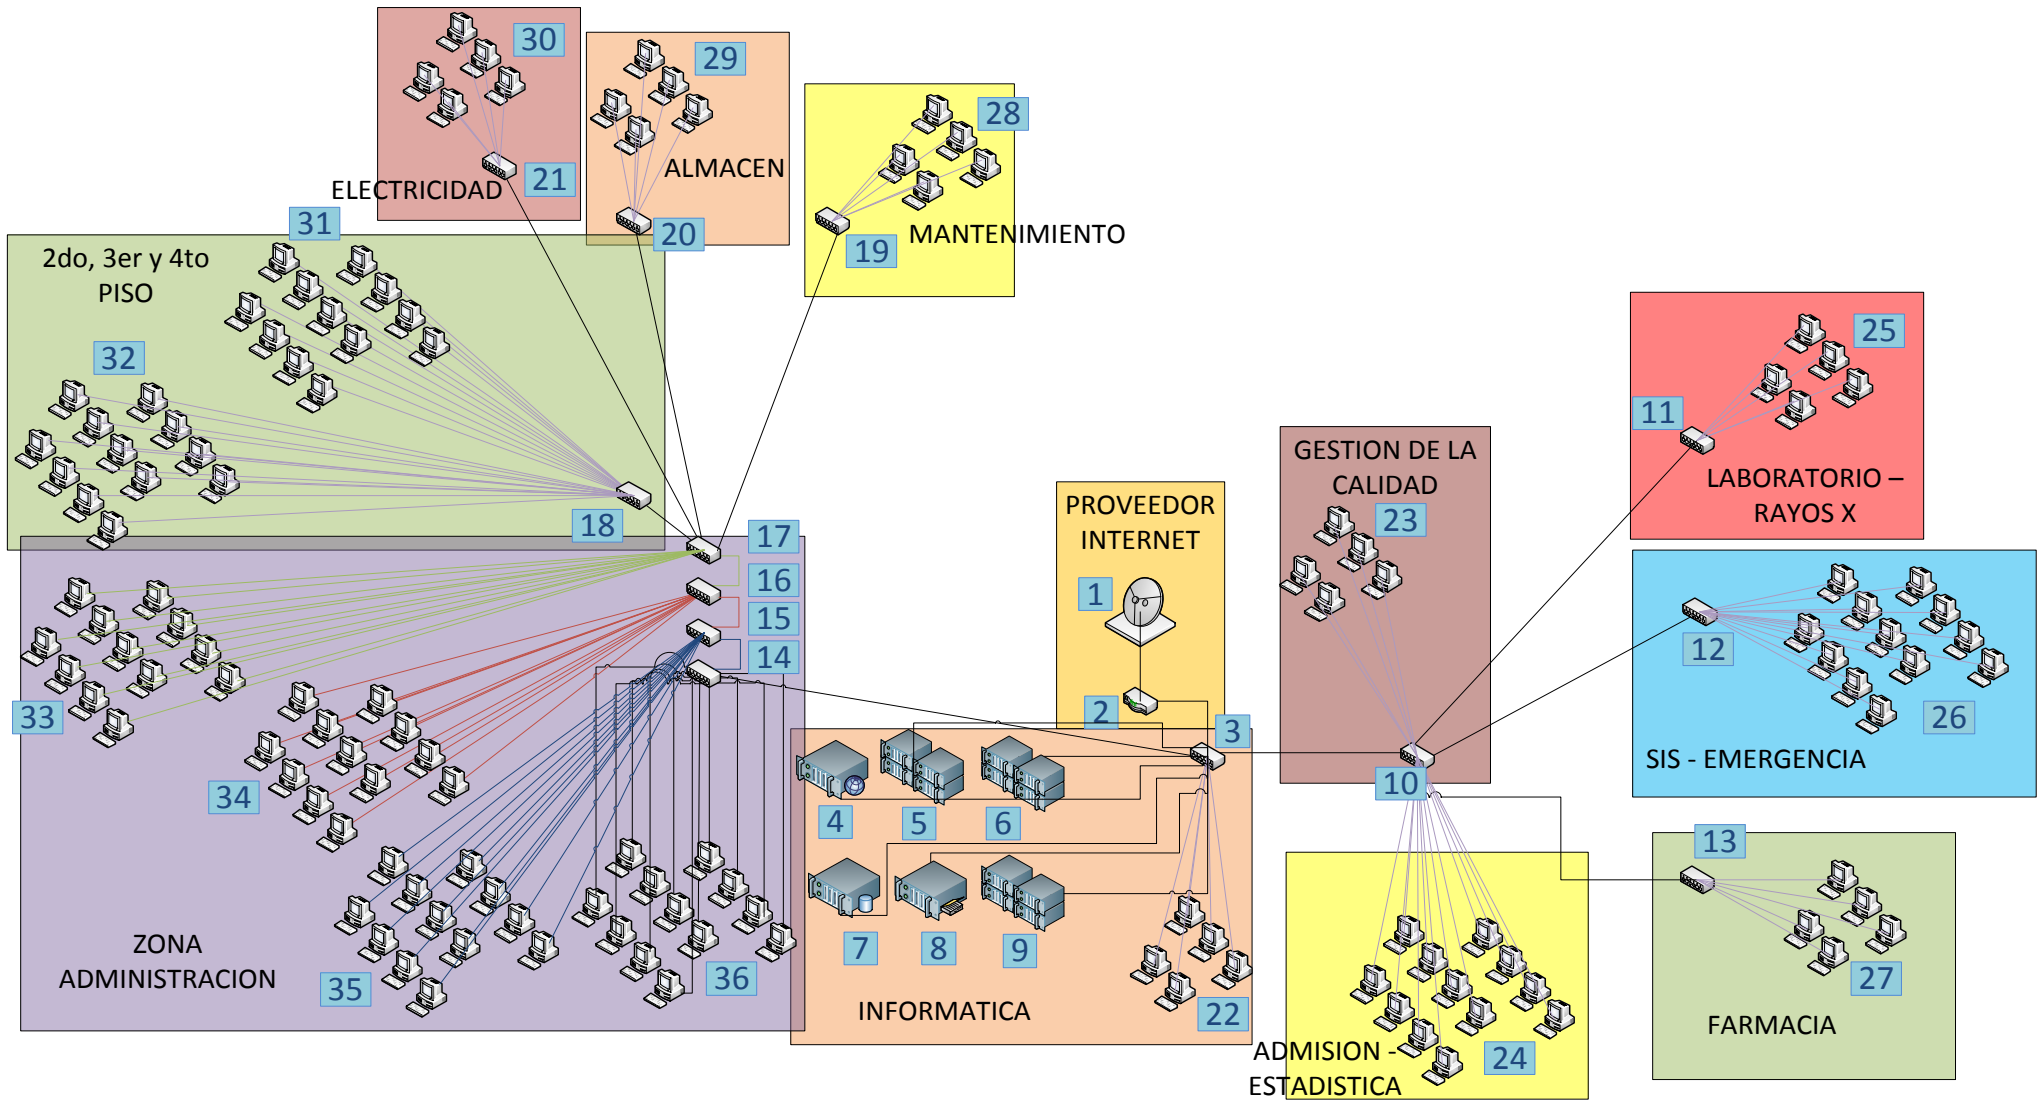 30
29
28
ALMACEN
21
ELECTRICIDAD
31
20
MANTENIMIENTO
19
2do, 3er y 4to
PISO
32
25
11
LABORATORIO –
RAYOS X
GESTION DE LA
CALIDAD
23
PROVEEDOR
INTERNET
18
17
16
15
14
1
2
3
12
26
SIS - EMERGENCIA
33
34
4
5
6
10
13
35
36
7
8
9
22
ZONA
ADMINISTRACION
INFORMATICA
27
FARMACIA
24
ADMISION -
ESTADISTICA